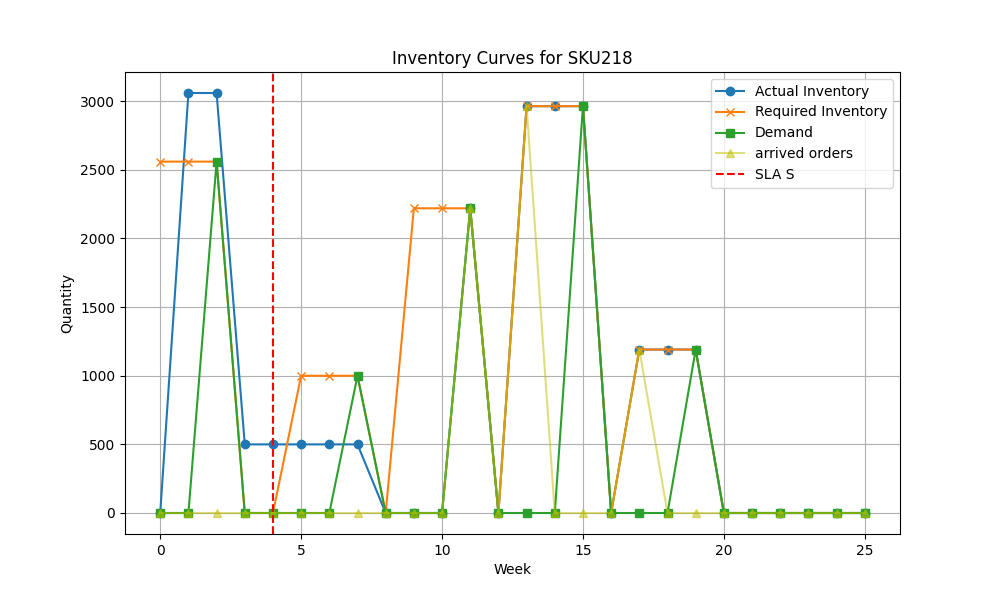 Inventory Curves for SKU218
Actual Inventory
Required Inventory
Demand
arrived orders
SLA S
Quantity
3000
2500
2000
1500
1000
500
0
0 5 10 15 20 25
Week